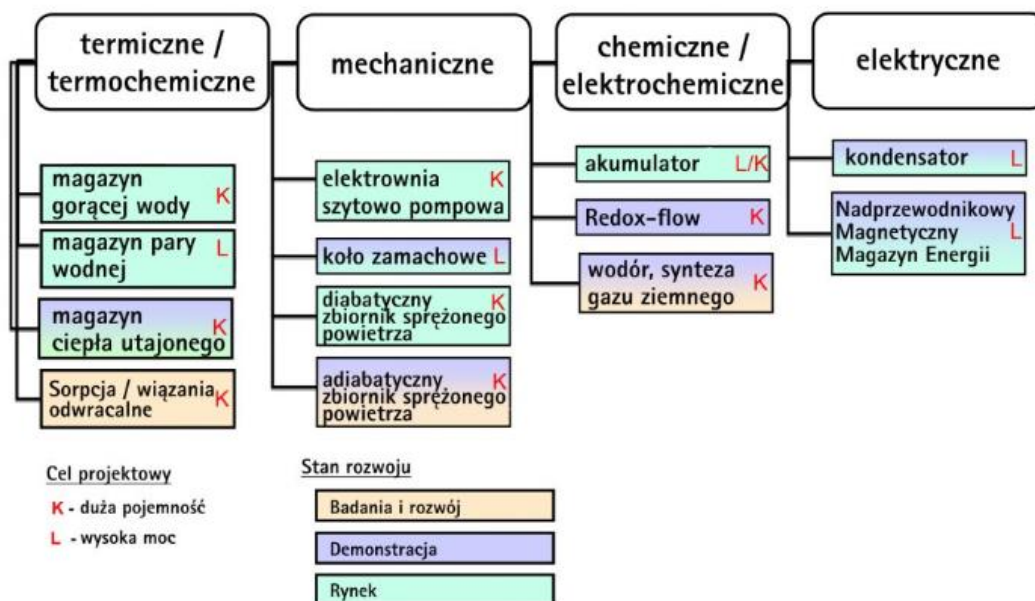 termiczne /
termochemiczne
magazyn
gorącej wody K
magazyn pary
wodnej L
magazyn
ciepła utajonego K
Sorpcja / wiązania
odwracalne K
mechaniczne
elektrownia K
szytowo pompowa
koło zamachowe L
diabatyczny K
zbiornik sprężonego
powietrza
adiabatyczny K
zbiornik sprężonego
powietrza
chemiczne /
elektrochemiczne
akumulator L/K
Redox-flow K
wodór, synteza
gazu ziemnego K
elektryczne
kondensator L
Nadprzewodnikowy
Magnetyczny L
Magazyn Energii
Cel projektowy
K - duża pojemność
L - wysoka moc
Stan rozwoju
Badania i rozwój
Demonstracja
Rynek